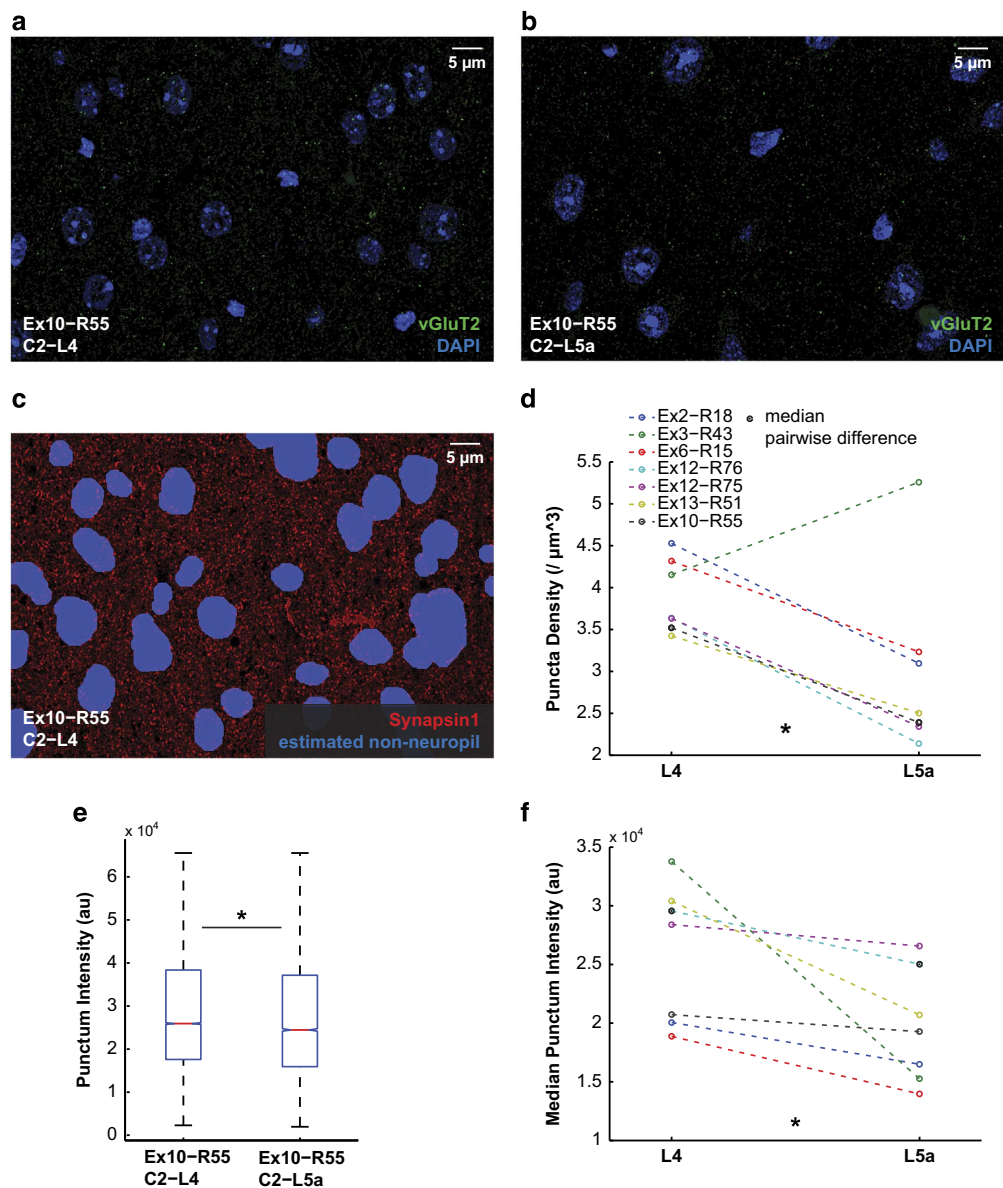 a
5 µm
Ex10−R55
C2−L4
vGluT2
DAPI
b
5 µm
Ex10−R55
C2−L5a
vGluT2
DAPI
c
5 µm
Ex10−R55
C2−L4
Synapsin1
estimated non−neuropil
d
Ex2−R18
Ex3−R43
Ex6−R15
Ex12−R76
Ex12−R75
Ex13−R51
Ex10−R55
median
pairwise difference
Puncta Density (/ µm^3)
5.5
5
4.5
4
3.5
3
2.5
2
*
L4
L5a
e
x 10^4
Punctum Intensity (au)
6
5
4
3
2
1
0
*
Ex10−R55
C2−L4
Ex10−R55
C2−L5a
f
x 10^4
Median Punctum Intensity (au)
3.5
3
2.5
2
1.5
1
*
L4
L5a